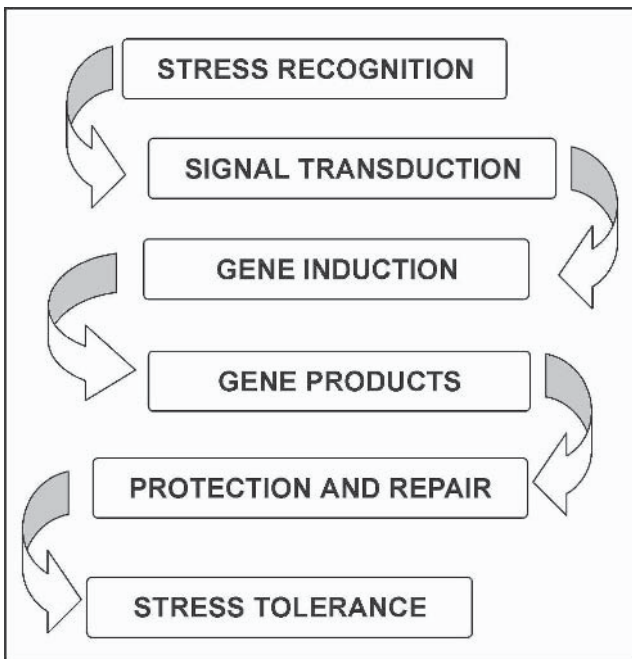 STRESS RECOGNITION
SIGNAL TRANSDUCTION
GENE INDUCTION
GENE PRODUCTS
PROTECTION AND REPAIR
STRESS TOLERANCE